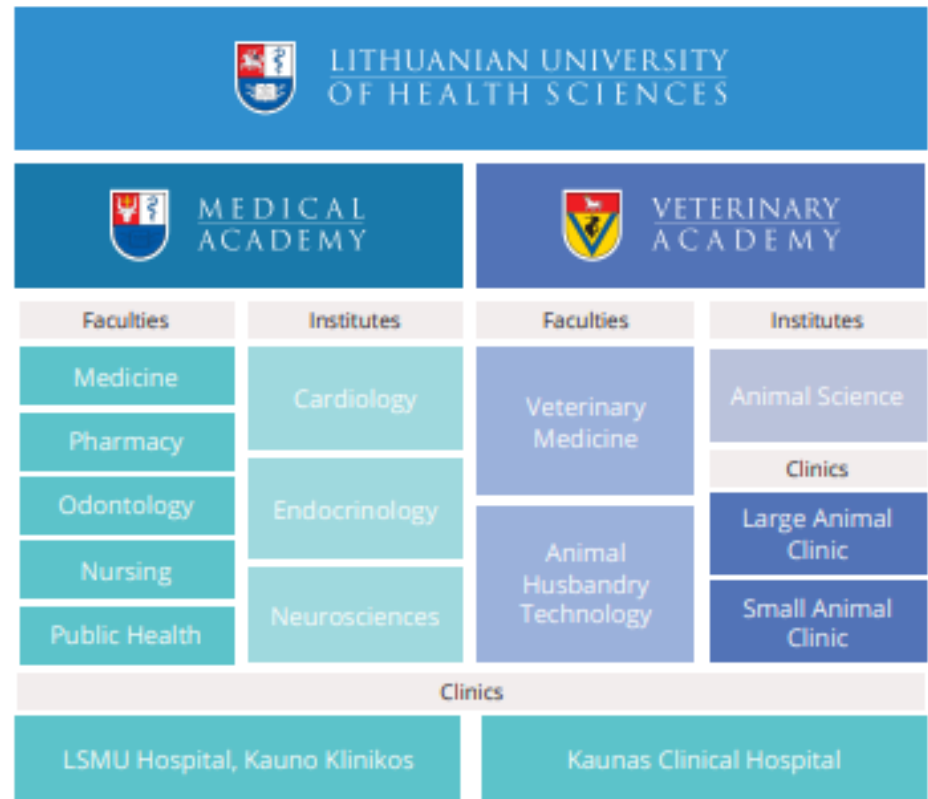 LITHUANIAN UNIVERSITY
OF HEALTH SCIENCES
MEDICAL
ACADEMY
VETERINARY
ACADEMY
Faculties
Institutes
Faculties
Institutes
Medicine
Pharmacy
Odontology
Nursing
Public Health
Cardiology
Endocrinology
Neurosciences
Veterinary
Medicine
Animal
Husbandry
Technology
Animal Science
Clinics
Large Animal
Clinic
Small Animal
Clinic
Clinics
LSMU Hospital, Kauno Klinikos
Kaunas Clinical Hospital